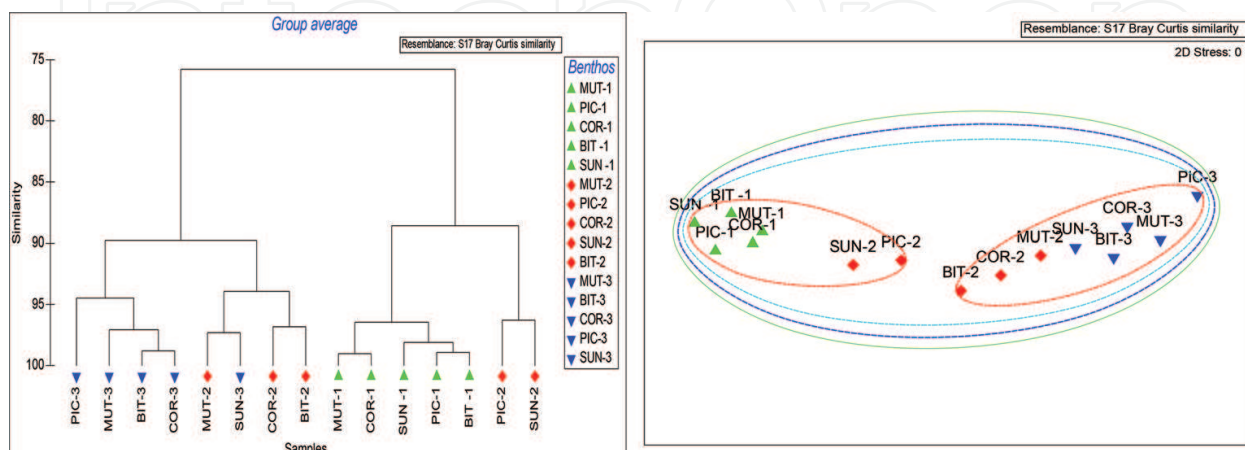 Group average
Resemblance: S17 Bray Curtis similarity
75
80
85
90
95
100
Similarity
Benthos
MUT-1
PIC-1
COR-1
BIT -1
SUN -1
MUT-2
PIC-2
COR-2
SUN-2
BIT-2
MUT-3
BIT-3
COR-3
PIC-3
SUN-3
PIC-3
MUT-3
BIT-3
COR-3
MUT-2
SUN-3
COR-2
BIT-2
MUT-1
COR-1
SUN -1
PIC-1
BIT -1
PIC-2
SUN-2
Samples
Resemblance: S17 Bray Curtis similarity
2D Stress: 0
PIC-3
BIT -1
SUN -1
MUT-1
COR-3
COR-1
MUT-3
PIC-1
SUN-3
MUT-2
BIT-3
SUN-2
PIC-2
COR-2
BIT-2